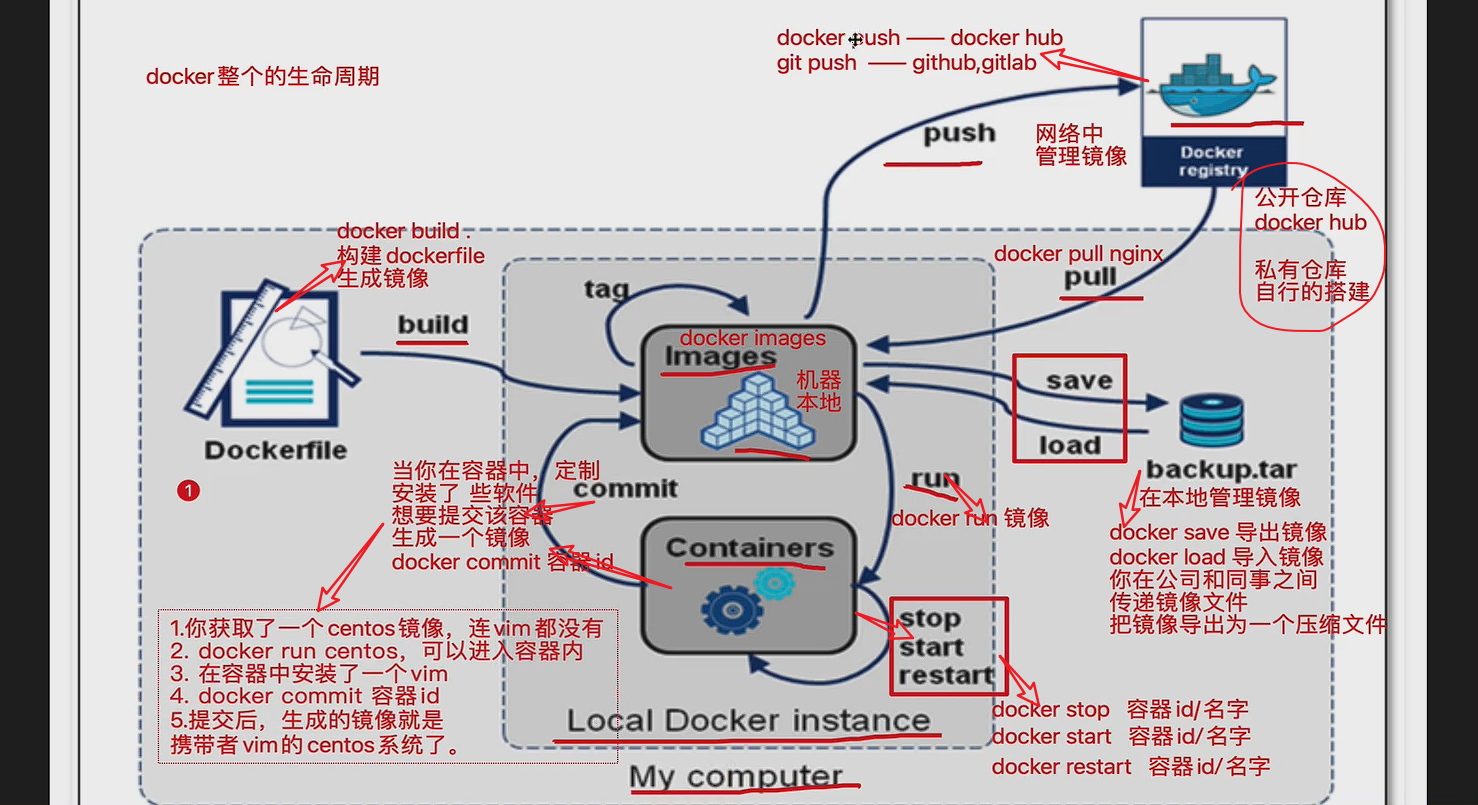 docker push —— docker hub
git push —— github,gitlab
docker整个的生命周期
push
网络中
管理镜像
Docker
registry
公开仓库
docker hub
私有仓库
自行的搭建
docker build .
构建dockerfile
生成镜像
docker pull nginx
pull
tag
build
docker images
Images
机器
本地
save
load
Dockerfile
backup.tar
在本地管理镜像
1
当你在容器中，定制
安装了 些软件
想要提交该容器
生成一个镜像
docker commit 容器id
commit
run
docker run 镜像
docker save 导出镜像
docker load 导入镜像
你在公司和同事之间
传递镜像文件
把镜像导出为一个压缩文件
Containers
stop
start
restart
1.你获取了一个centos镜像，连vim都没有
2. docker run centos，可以进入容器内
3. 在容器中安装了一个vim
4. docker commit 容器id
5.提交后，生成的镜像就是
携带者vim的centos系统了。
docker stop 容器id/名字
docker start 容器id/名字
docker restart 容器id/名字
Local Docker instance
My computer